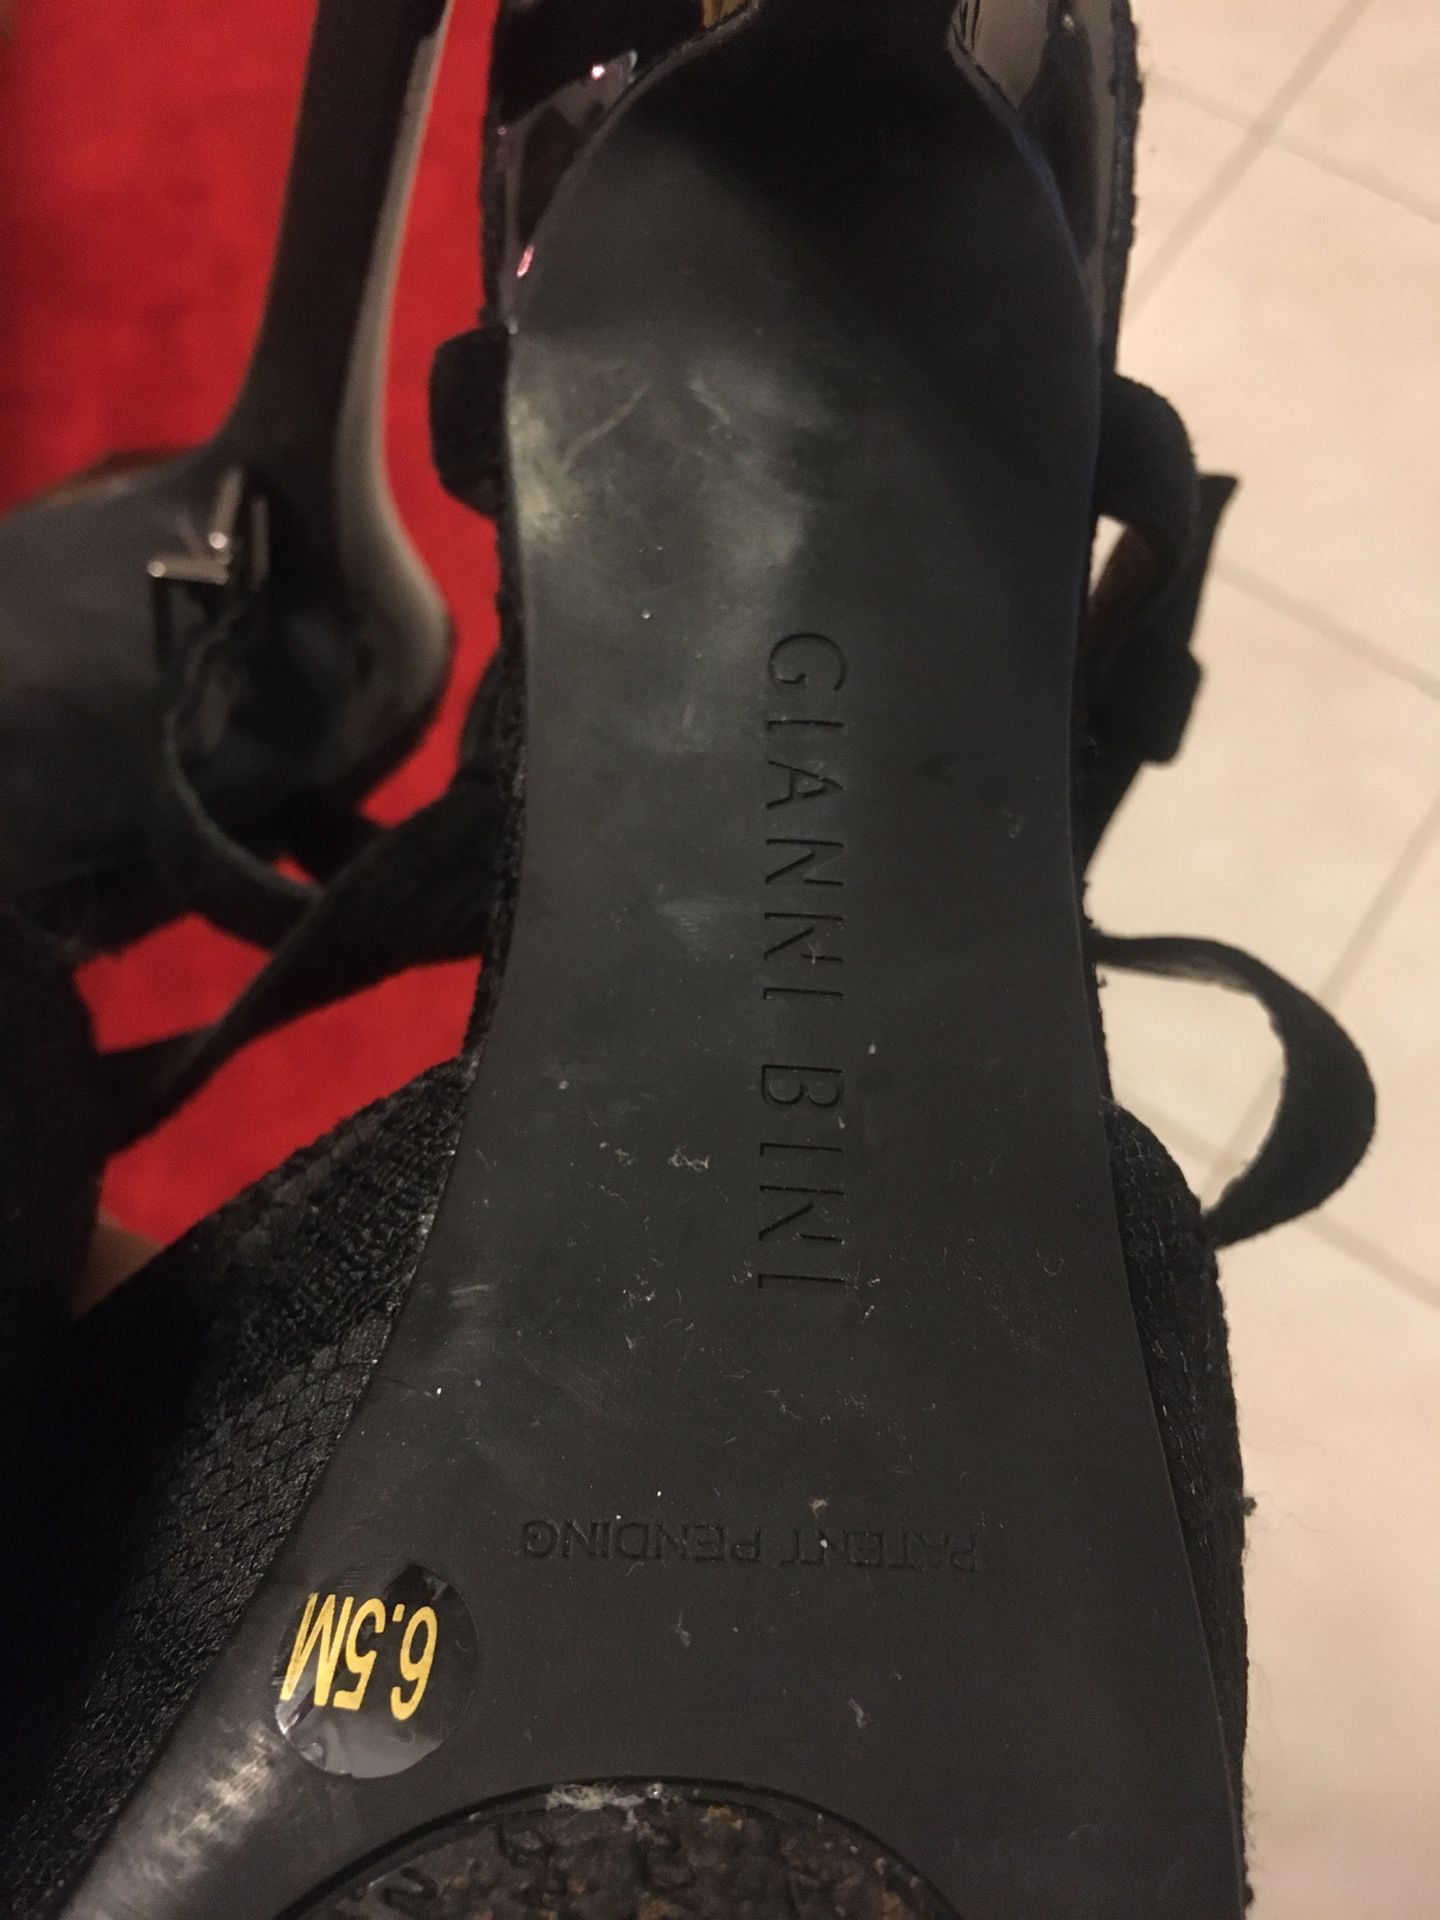 GIANNI BINI
PATENT PENDING
6.5M